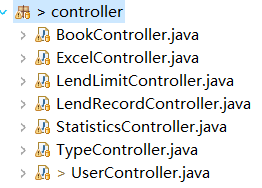 > controller
> BookController.java
> ExcelController.java
> LendLimitController.java
> LendRecordController.java
> StatisticsController.java
> TypeController.java
> > UserController.java